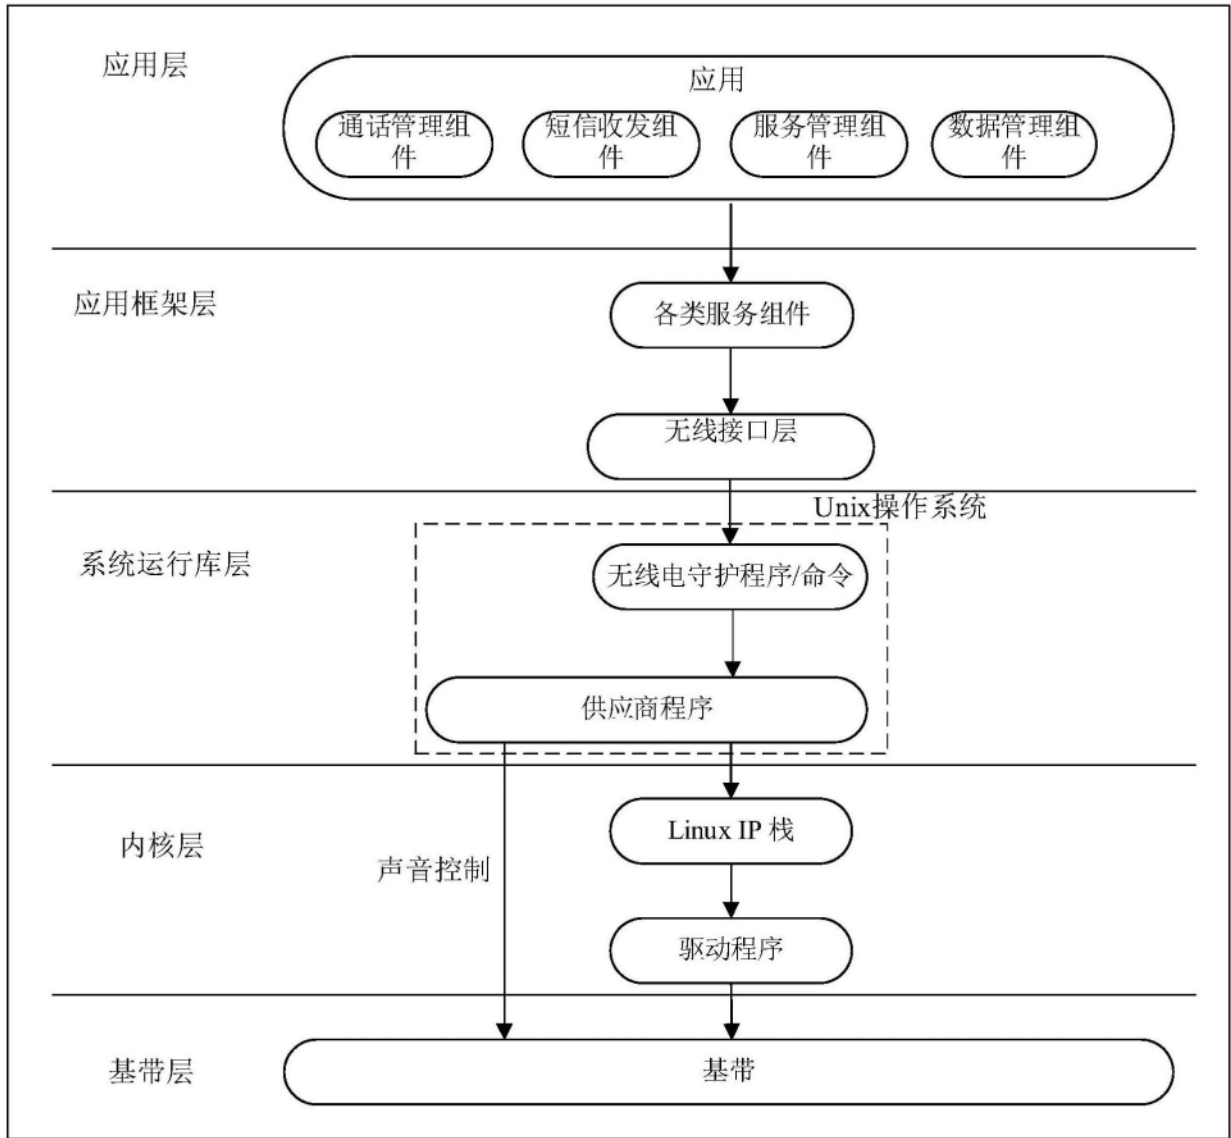 应用层
应用
通话管理组
件
短信收发组
件
服务管理组
件
数据管理组
件
应用框架层
各类服务组件
无线接口层
Unix操作系统
系统运行库层
无线电守护程序/命令
供应商程序
内核层
Linux IP 栈
声音控制
驱动程序
基带层
基带